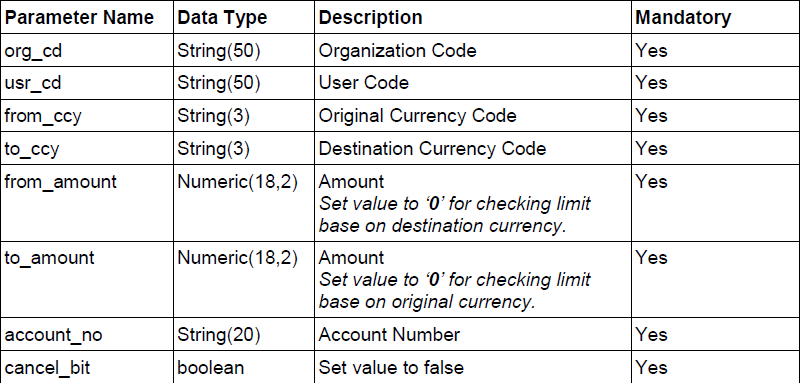 Parameter Name Data Type Description Mandatory
org_cd String(50) Organization Code Yes
usr_cd String(50) User Code Yes
from_ccy String(3) Original Currency Code Yes
to_ccy String(3) Destination Currency Code Yes
from_amount Numeric(18,2) Amount Yes
Set value to ‘0’ for checking limit
base on destination currency.
to_amount Numeric(18,2) Amount Yes
Set value to ‘0’ for checking limit
base on original currency.
account_no String(20) Account Number Yes
cancel_bit boolean Set value to false Yes